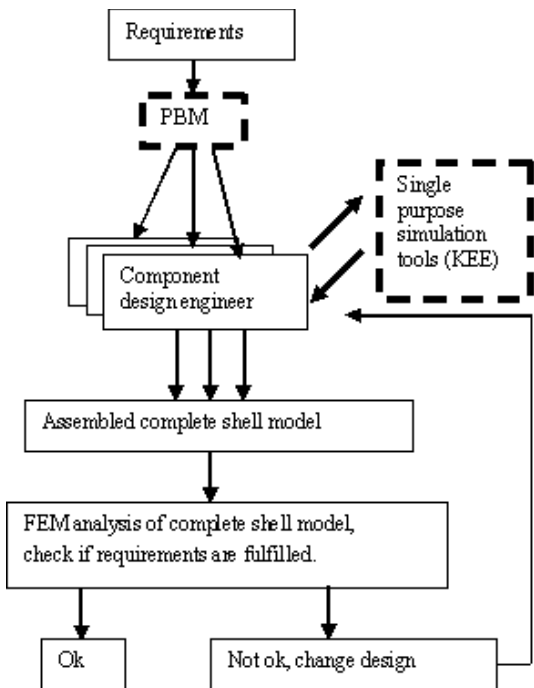 Requirements
PBM
Single
purpose
simulation
tools (KEE)
Component
design engineer
Assembled complete shell model
FEM analysis of complete shell model,
check if requirements are fulfilled.
Ok
Not ok, change design